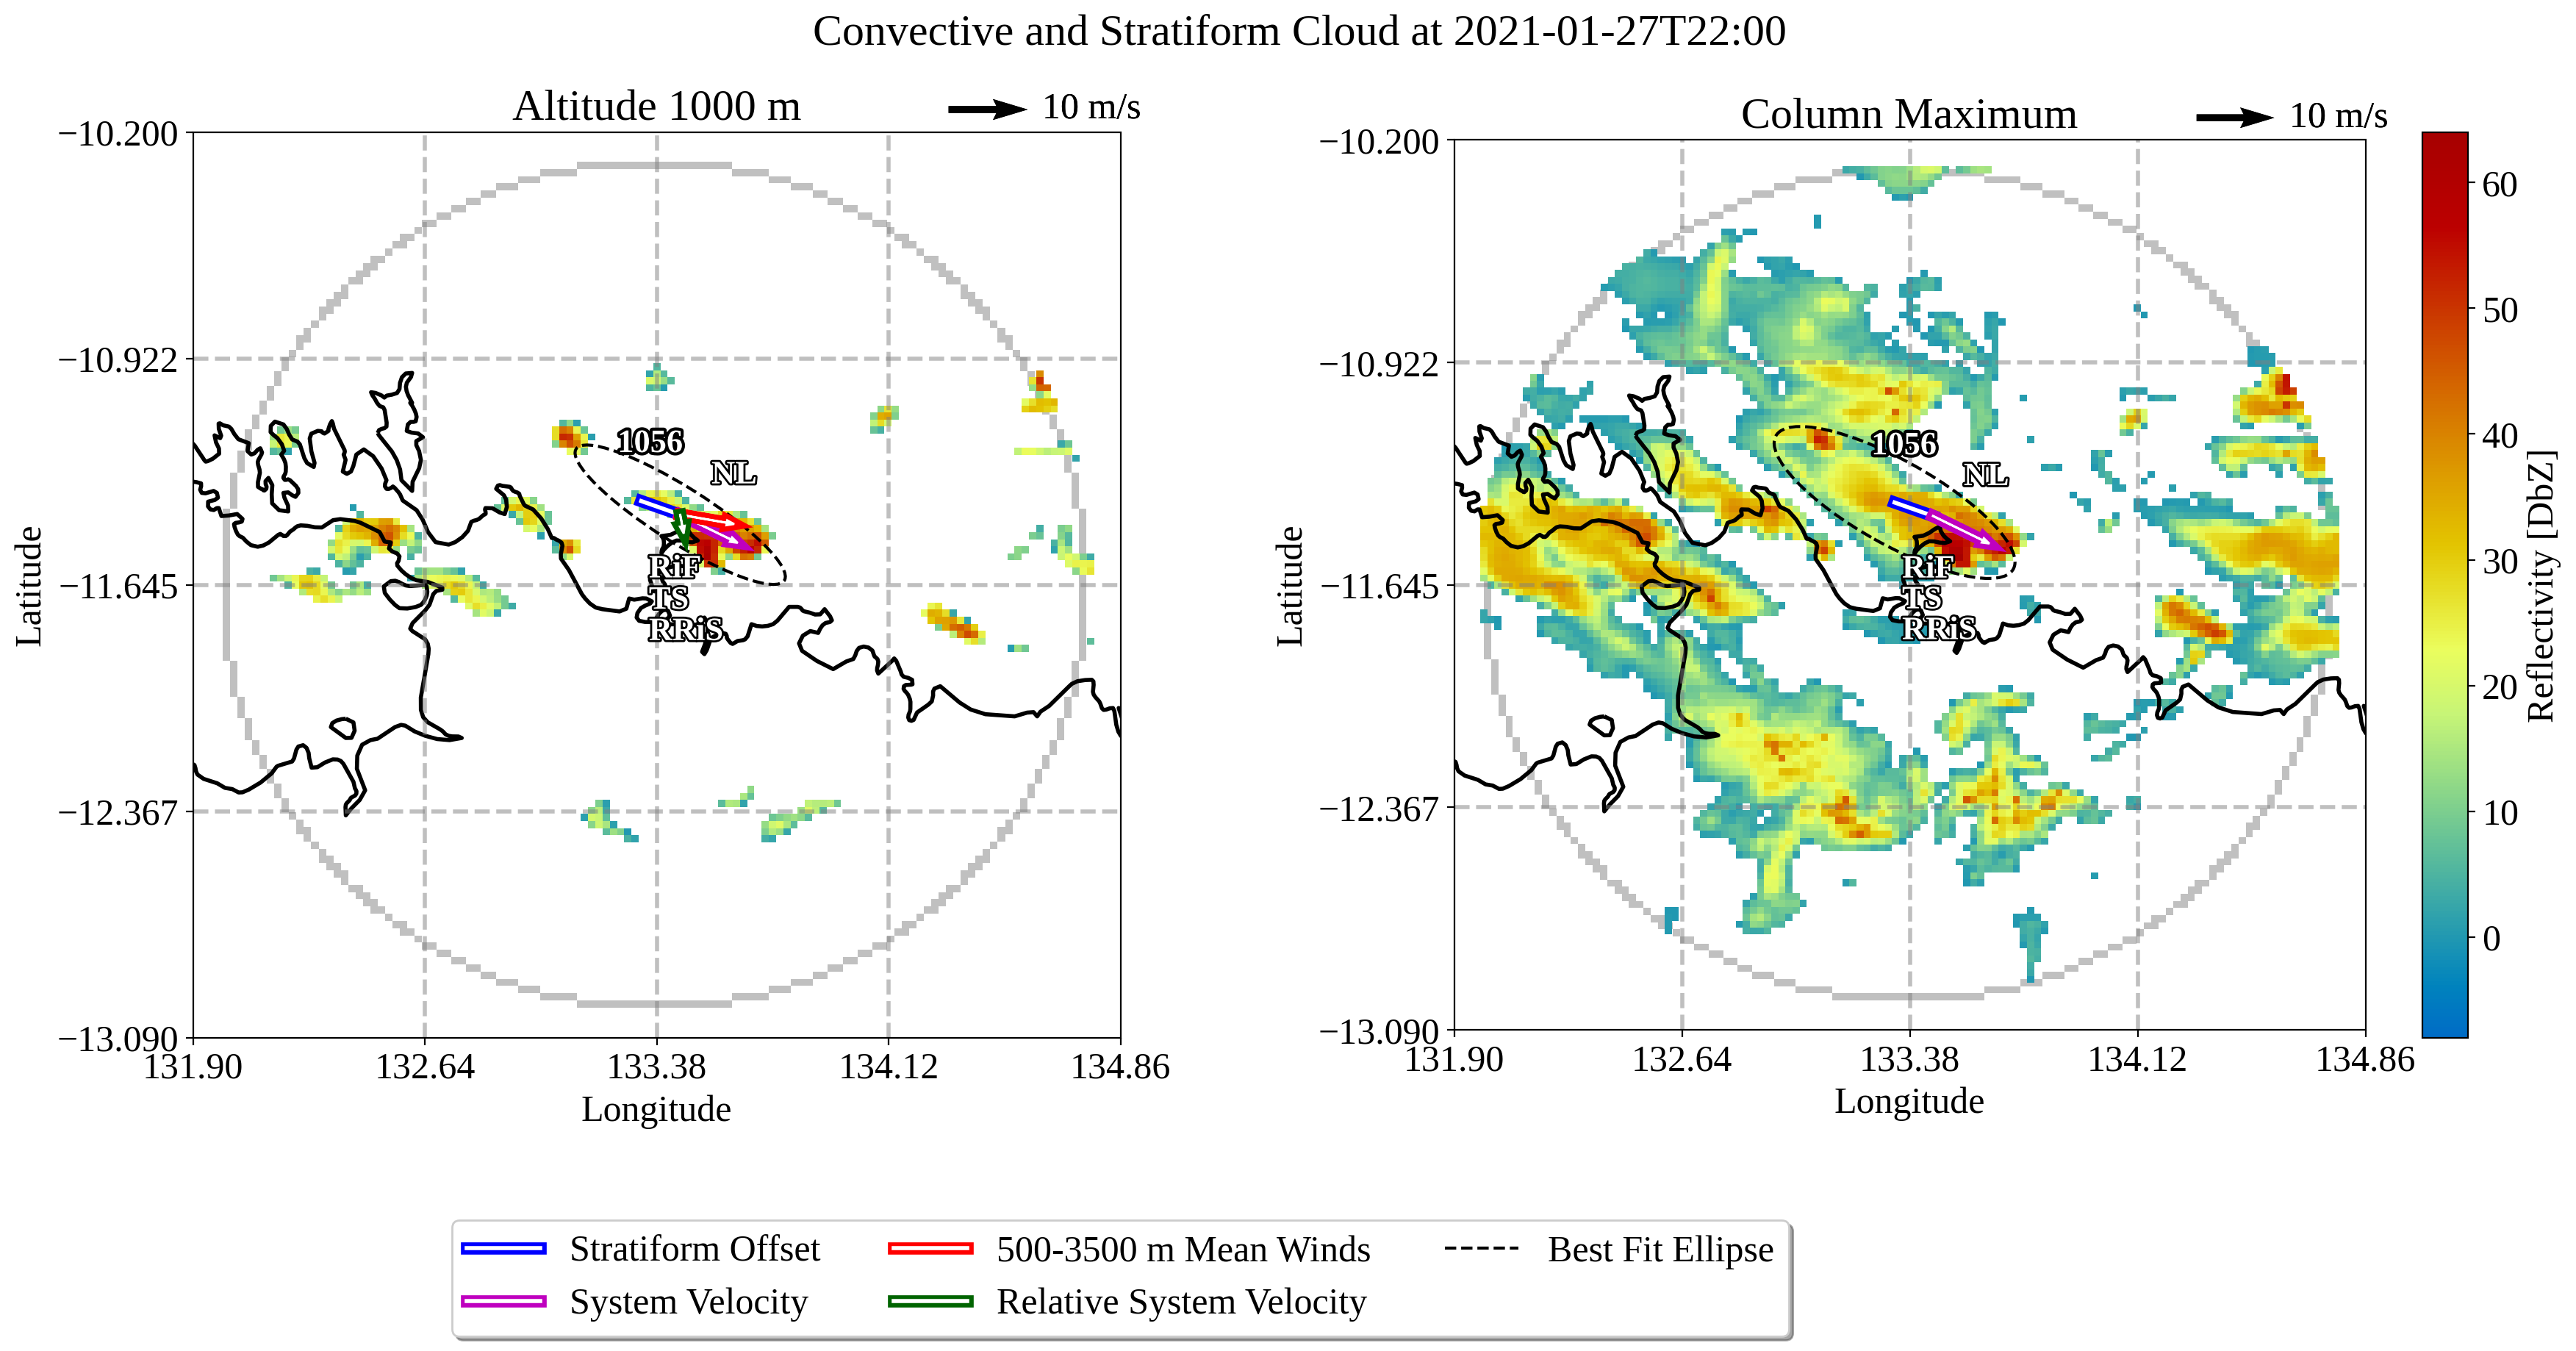 Convective and Stratiform Cloud at 2021-01-27T22:00
Altitude 1000 m
10 m/s
−10.200
−10.922
−11.645
−12.367
−13.090
131.90
132.64
133.38
134.12
134.86
Latitude
Longitude
1056
NL
RiF
TS
RRiS
Column Maximum
10 m/s
−10.200
−10.922
−11.645
−12.367
−13.090
131.90
132.64
133.38
134.12
134.86
Latitude
Longitude
1056
NL
RiF
TS
RRiS
60
50
40
30
20
10
0
Reflectivity [DbZ]
Stratiform Offset
System Velocity
500-3500 m Mean Winds
Relative System Velocity
Best Fit Ellipse